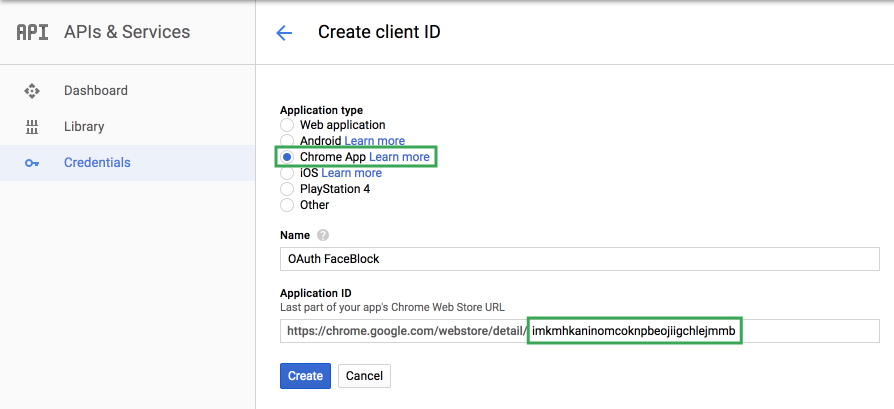 API APIs & Services
Create client ID
Dashboard
Library
Credentials
Application type
Web application
Android Learn more
Chrome App Learn more
iOS Learn more
PlayStation 4
Other
Name ?
OAuth FaceBlock
Application ID
Last part of your app's Chrome Web Store URL
https://chrome.google.com/webstore/detail/imkmhkaninomcoknpbeojiigchlejmmb
Create Cancel